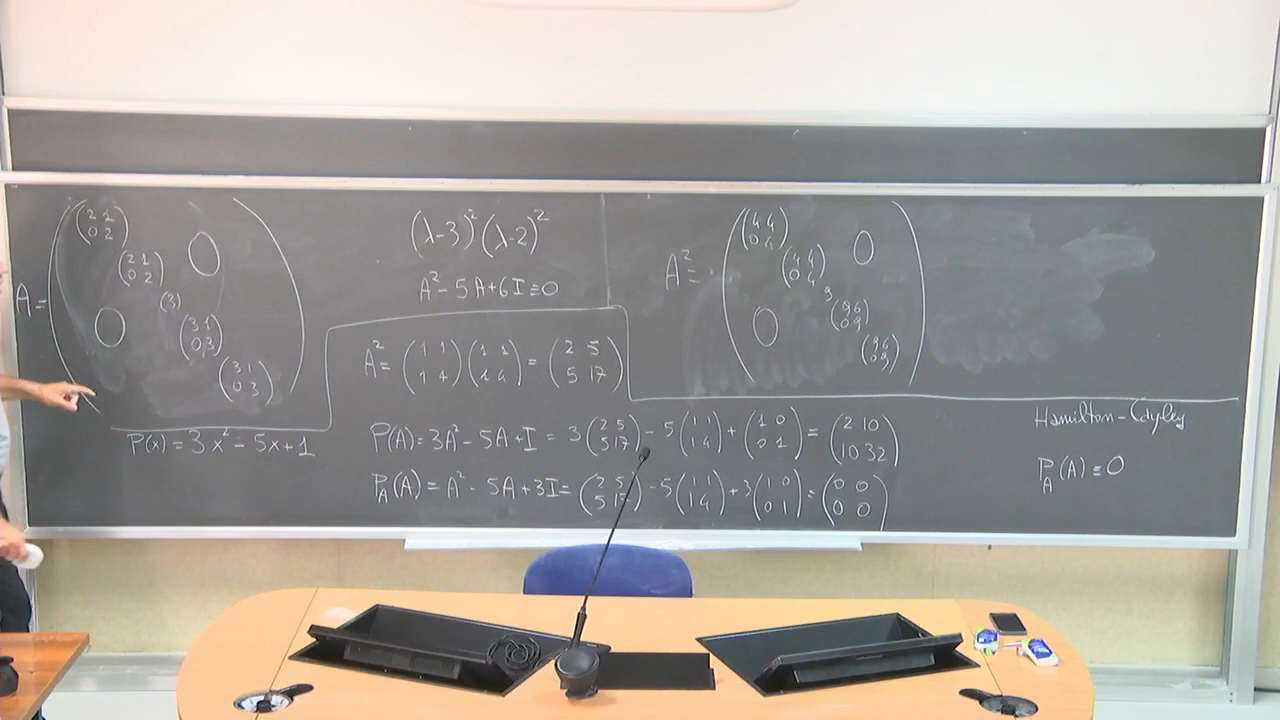 A = ( (2 1 / 0 2) (2 1 / 0 2) (3) (3 1 / 0 3) (3 1 / 0 3) 0 0 )
P(x) = 3x² - 5x + 1
(λ-3)²(λ-2)²
A² - 5A + 6I ≡ 0
A² = (1 1 / 1 4)(1 1 / 1 4) = (2 5 / 5 17)
A² = ( (4 4 / 0 4) (4 4 / 0 4) 9 (9 6 / 0 9) (9 6 / 0 9) 0 0 )
P(A) = 3A² - 5A + I = 3(2 5 / 5 17) - 5(1 1 / 1 4) + (1 0 / 0 1) = (2 10 / 10 32)
P_A(A) = A² - 5A + 3I = (2 5 / 5 17) - 5(1 1 / 1 4) + 3(1 0 / 0 1) = (0 0 / 0 0)
Hamilton-Cayley
P_A(A) ≡ 0